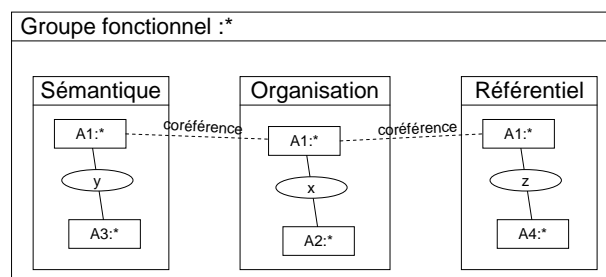 Groupe fonctionnel :*
Sémantique
Organisation
Référentiel
A1:*
coréférence
A1:*
coréférence
A1:*
y
x
z
A3:*
A2:*
A4:*